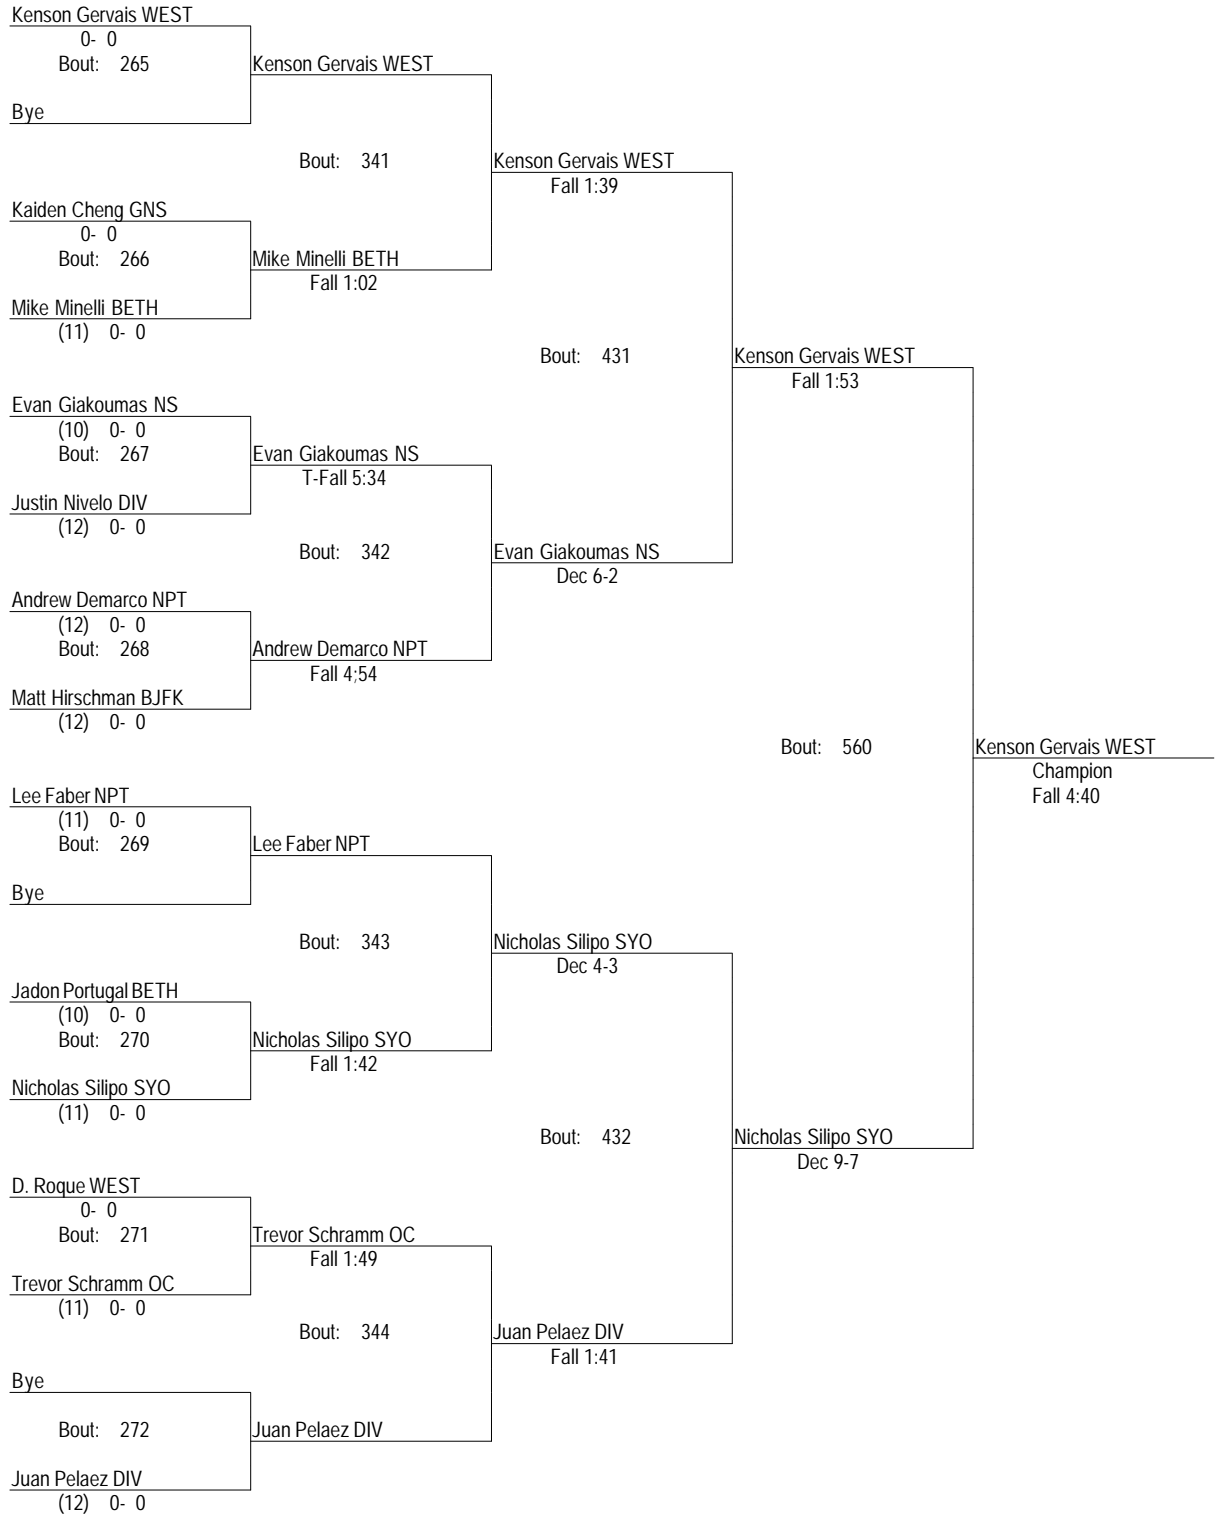 Kenson Gervais WEST
0- 0
Bout: 265
Kenson Gervais WEST
Bye
Bout: 341
Kenson Gervais WEST
Fall 1:39
Kaiden Cheng GNS
0- 0
Bout: 266
Mike Minelli BETH
Fall 1:02
Mike Minelli BETH
(11) 0- 0
Bout: 431
Kenson Gervais WEST
Fall 1:53
Evan Giakoumas NS
(10) 0- 0
Bout: 267
Evan Giakoumas NS
T-Fall 5:34
Justin Nivelo DIV
(12) 0- 0
Bout: 342
Evan Giakoumas NS
Dec 6-2
Andrew Demarco NPT
(12) 0- 0
Bout: 268
Andrew Demarco NPT
Fall 4;54
Matt Hirschman BJFK
(12) 0- 0
Bout: 560
Kenson Gervais WEST
Champion
Fall 4:40
Lee Faber NPT
(11) 0- 0
Bout: 269
Lee Faber NPT
Bye
Bout: 343
Nicholas Silipo SYO
Dec 4-3
Jadon Portugal BETH
(10) 0- 0
Bout: 270
Nicholas Silipo SYO
Fall 1:42
Nicholas Silipo SYO
(11) 0- 0
Bout: 432
Nicholas Silipo SYO
Dec 9-7
D. Roque WEST
0- 0
Bout: 271
Trevor Schramm OC
Fall 1:49
Trevor Schramm OC
(11) 0- 0
Bout: 344
Juan Pelaez DIV
Fall 1:41
Bye
Bout: 272
Juan Pelaez DIV
Juan Pelaez DIV
(12) 0- 0